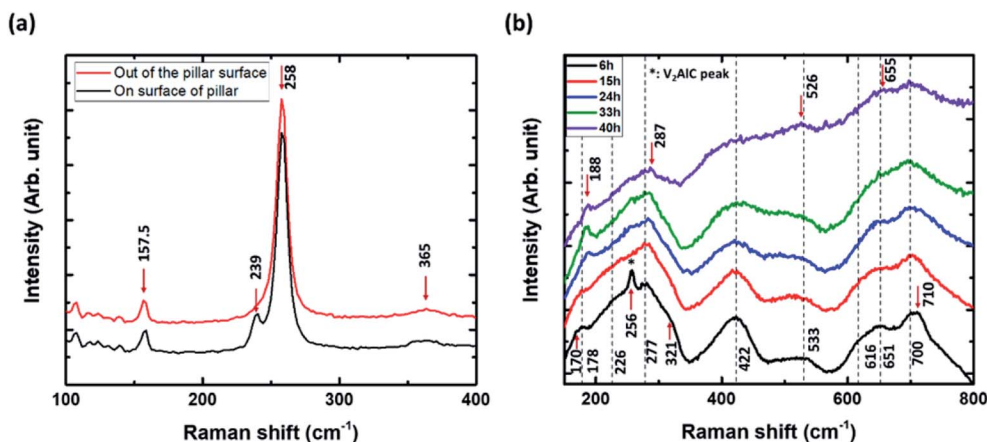 (a)
Out of the pillar surface
On surface of pillar
157.5
239
258
365
Intensity (Arb. unit)
100 200 300 400
Raman shift (cm-1)
(b)
6h
15h
24h
33h
40h
*: V2AlC peak
188
287
526
655
*
170
178
226
256
277
321
422
533
616
651
700
710
Intensity (Arb. unit)
200 400 600 800
Raman shift (cm-1)